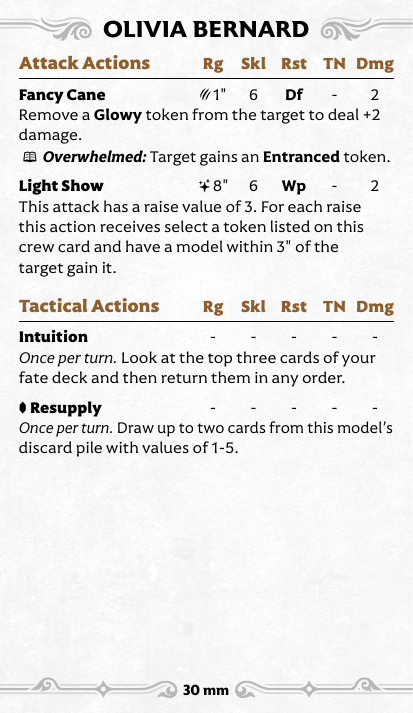 OLIVIA BERNARD
Attack Actions Rg Skl Rst TN Dmg
Fancy Cane 1" 6 Df - 2
Remove a Glowy token from the target to deal +2
damage.
Overwhelmed: Target gains an Entranced token.
Light Show 8" 6 Wp - 2
This attack has a raise value of 3. For each raise
this action receives select a token listed on this
crew card and have a model within 3" of the
target gain it.
Tactical Actions Rg Skl Rst TN Dmg
Intuition - - - - -
Once per turn. Look at the top three cards of your
fate deck and then return them in any order.
Resupply - - - - -
Once per turn. Draw up to two cards from this model's
discard pile with values of 1-5.
30 mm